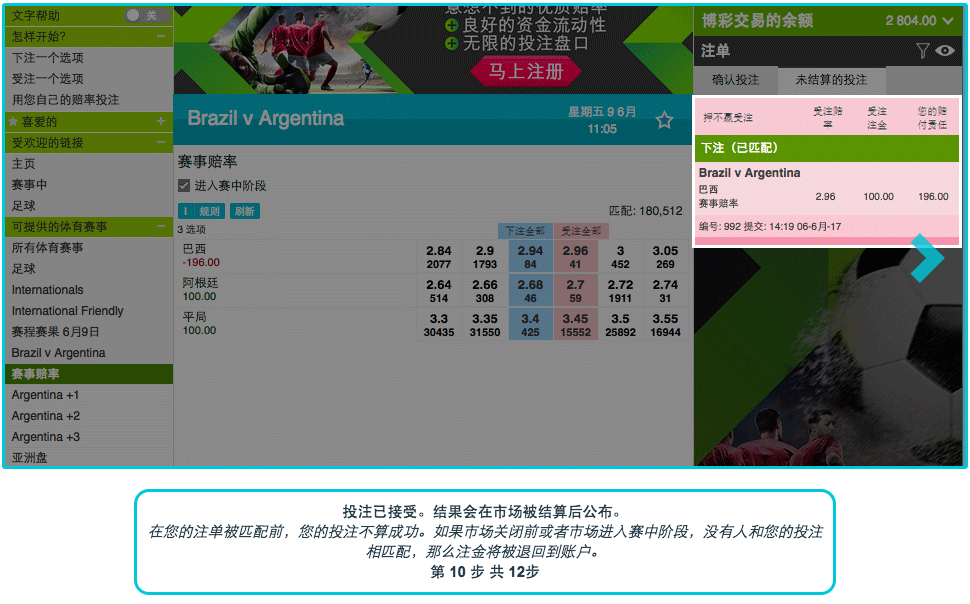 文字帮助 关
怎样开始? −
下注一个选项
受注一个选项
用您自己的赔率投注
喜爱的 +
受欢迎的链接 −
主页
赛事中
足球
可提供的体育赛事 −
所有体育赛事
足球
Internationals
International Friendly
赛程赛果 6月9日
Brazil v Argentina
赛事赔率
Argentina +1
Argentina +2
Argentina +3
亚洲盘
意想不到的优质赔率
良好的资金流动性
无限的投注盘口
马上注册
Brazil v Argentina
星期五 9 6月
11:05
赛事赔率
进入赛中阶段
规则 刷新
匹配: 180,512
3 选项
下注全部 受注全部
巴西 2.84 2.9 2.94 2.96 3 3.05
-196.00 2077 1793 84 41 452 269
阿根廷 2.64 2.66 2.68 2.7 2.72 2.74
100.00 514 308 46 59 1911 31
平局 3.3 3.35 3.4 3.45 3.5 3.55
100.00 30435 31550 425 15552 25892 16944
博彩交易的余额 2 804.00
注单
确认投注 未结算的投注
押不赢受注 受注赔率 受注注金 您的赔付责任
下注（已匹配）
Brazil v Argentina
巴西
赛事赔率 2.96 100.00 196.00
编号: 992 提交: 14:19 06-6月-17
投注已接受。结果会在市场被结算后公布。
在您的注单被匹配前，您的投注不算成功。如果市场关闭前或者市场进入赛中阶段，没有人和您的投注
相匹配，那么注金将被退回到账户。
第 10 步 共 12步